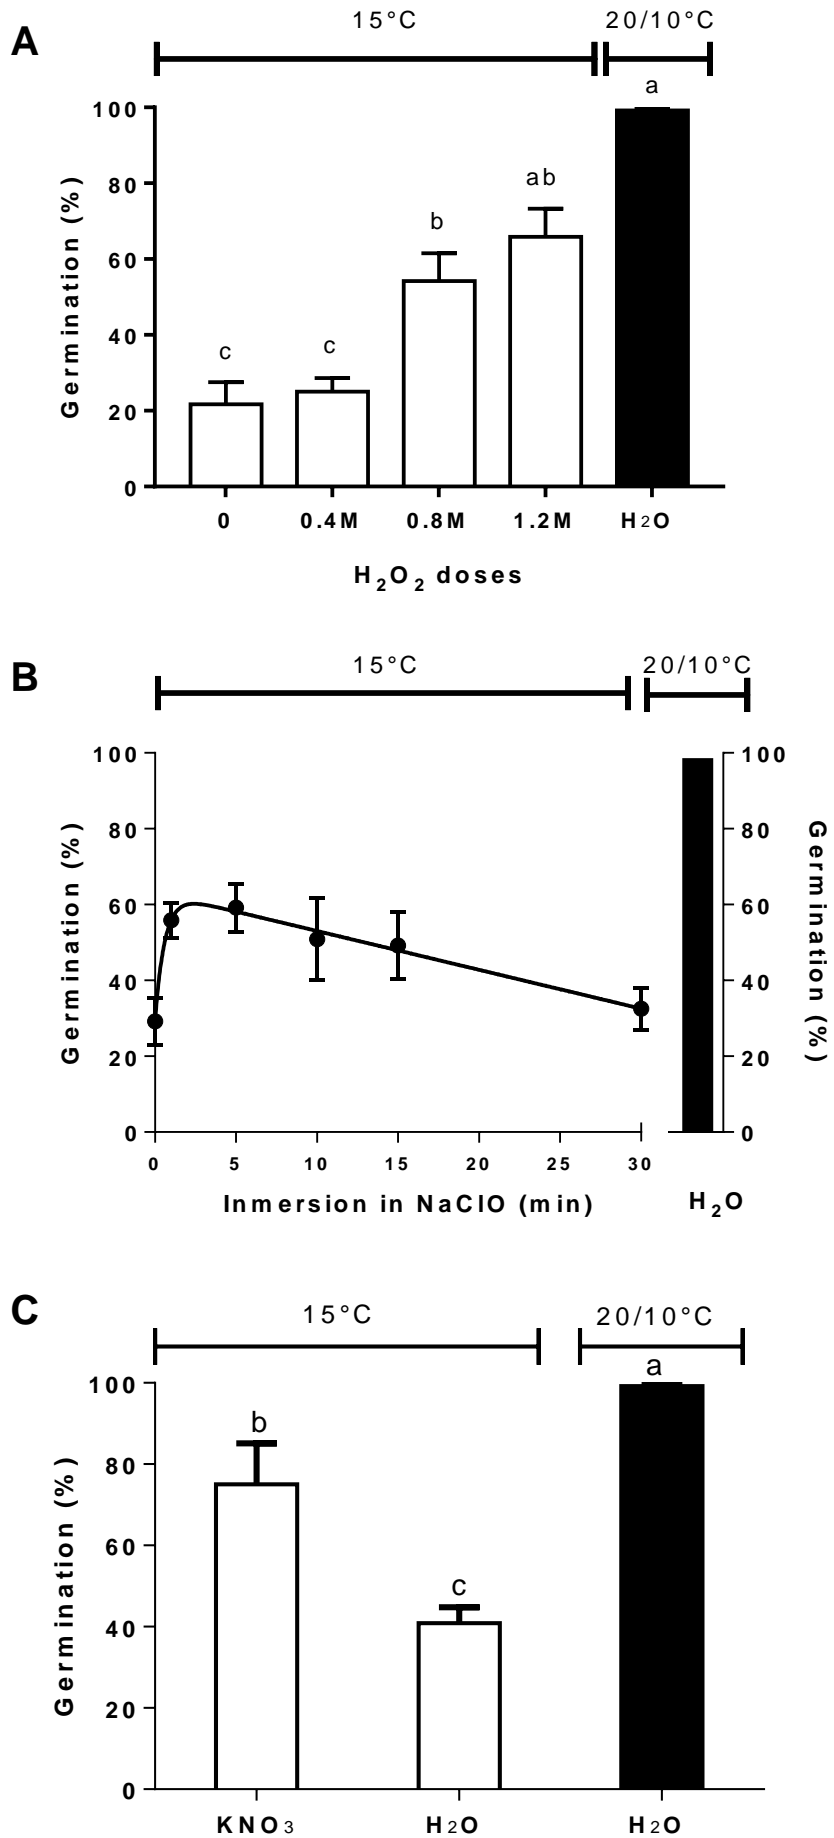 A
15°C 20/10°C
a
100
ab
80
b
60
Germination (%)
40
c c
20
0
0 0.4M 0.8M 1.2M H2O
H2O2 doses
B
15°C 20/10°C
100 100
80 80
60 60
Germination (%) Germination (%)
40 40
20 20
0 0
0 5 10 15 20 25 30
Inmersion in NaClO (min) H2O
C
15°C 20/10°C
a
100
b
80
Germination (%)
60
c
40
20
0
KNO3 H2O H2O